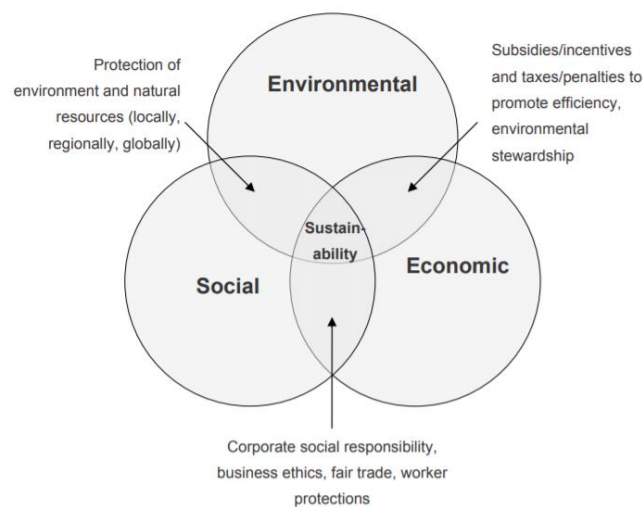 Protection of
environment and natural
resources (locally,
regionally, globally)
Environmental
Subsidies/incentives
and taxes/penalties to
promote efficiency,
environmental
stewardship
Sustain-
ability
Social
Economic
Corporate social responsibility,
business ethics, fair trade, worker
protections